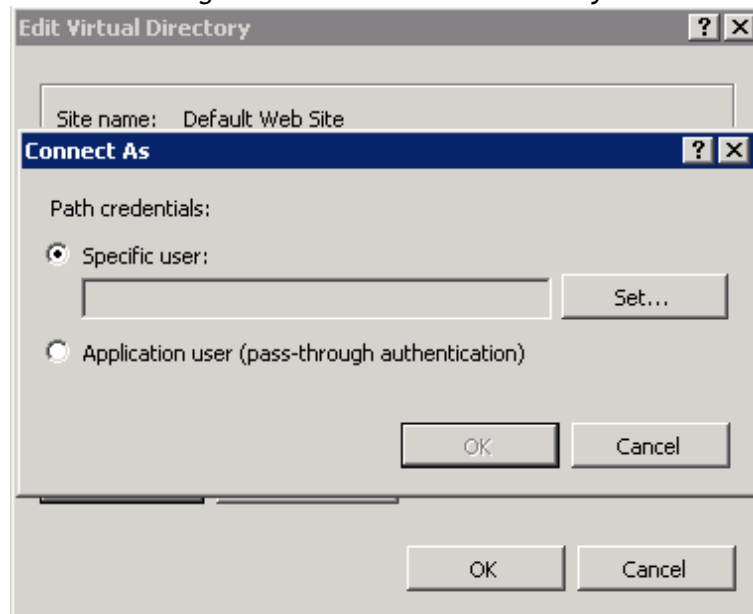 Edit Virtual Directory
Site name: Default Web Site
Connect As
Path credentials:
Specific user:
Set...
Application user (pass-through authentication)
OK Cancel
OK Cancel